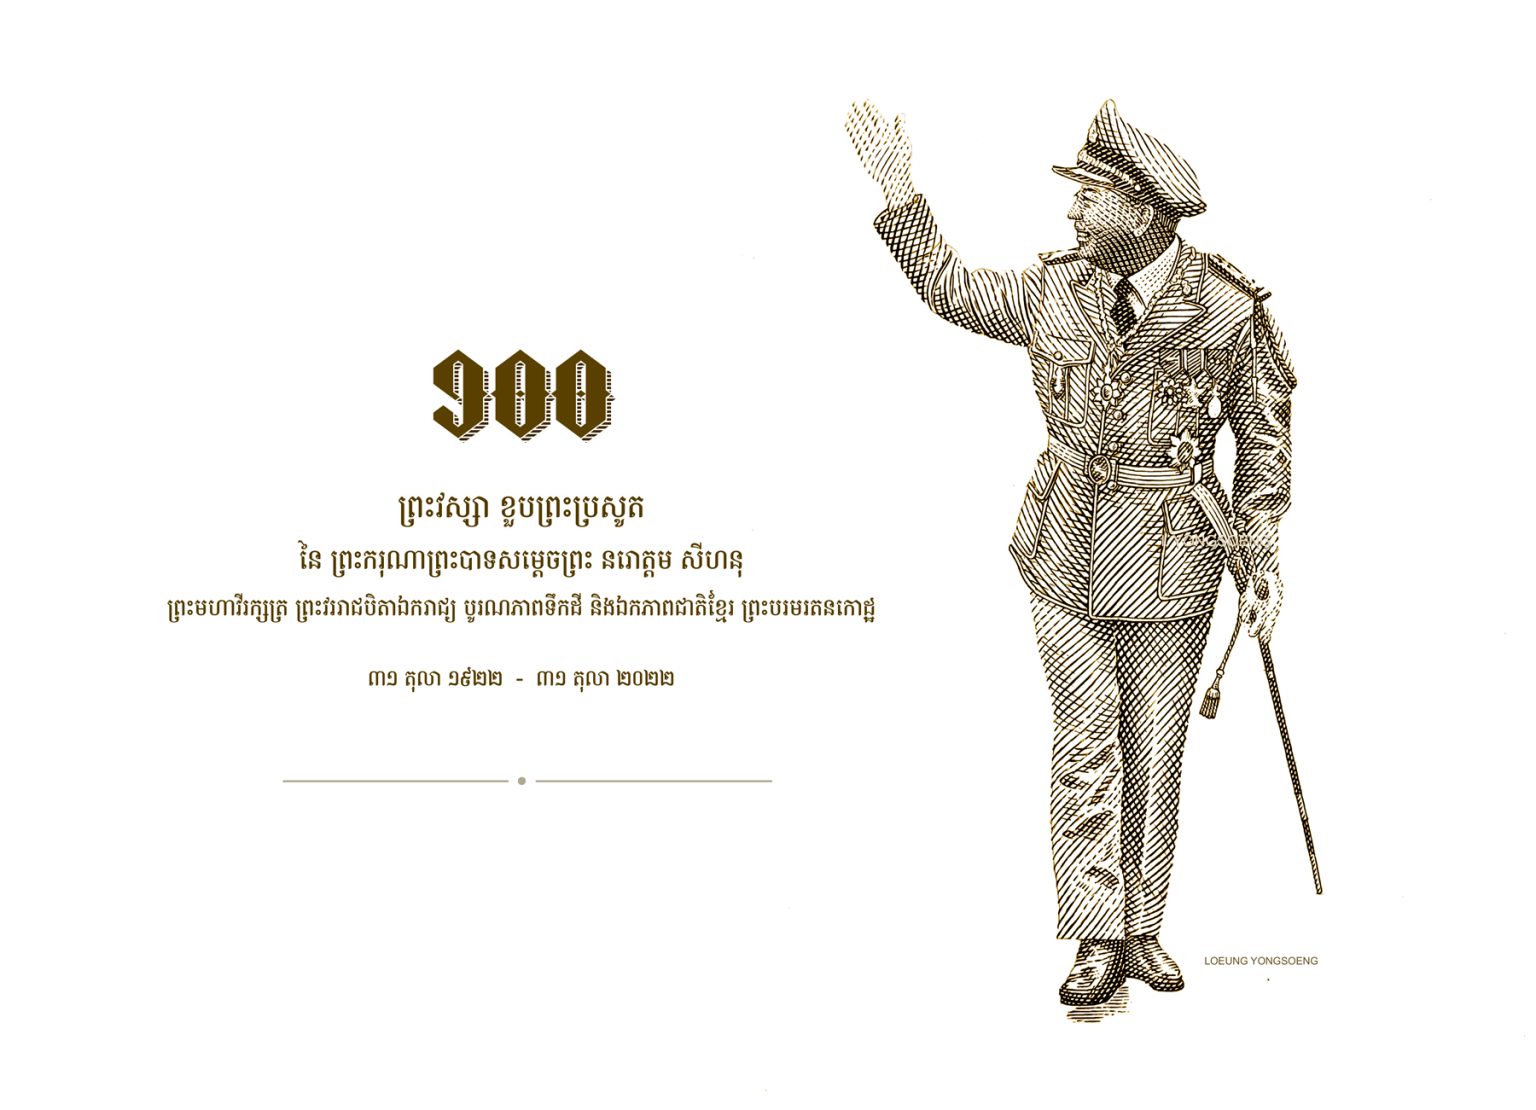 ១០០
ព្រះវស្សា ខួបព្រះប្រសូត
នៃ ព្រះករុណាព្រះបាទសម្តេចព្រះ នរោត្តម សីហនុ
ព្រះមហាវីរក្សត្រ ព្រះវររាជបិតាឯករាជ្យ បូរណភាពទឹកដី និងឯកភាពជាតិខ្មែរ ព្រះបរមរតនកោដ្ឋ
៣១ តុលា ១៩២២ - ៣១ តុលា ២០២២
YONGSOENG
LOEUNG YONGSOENG